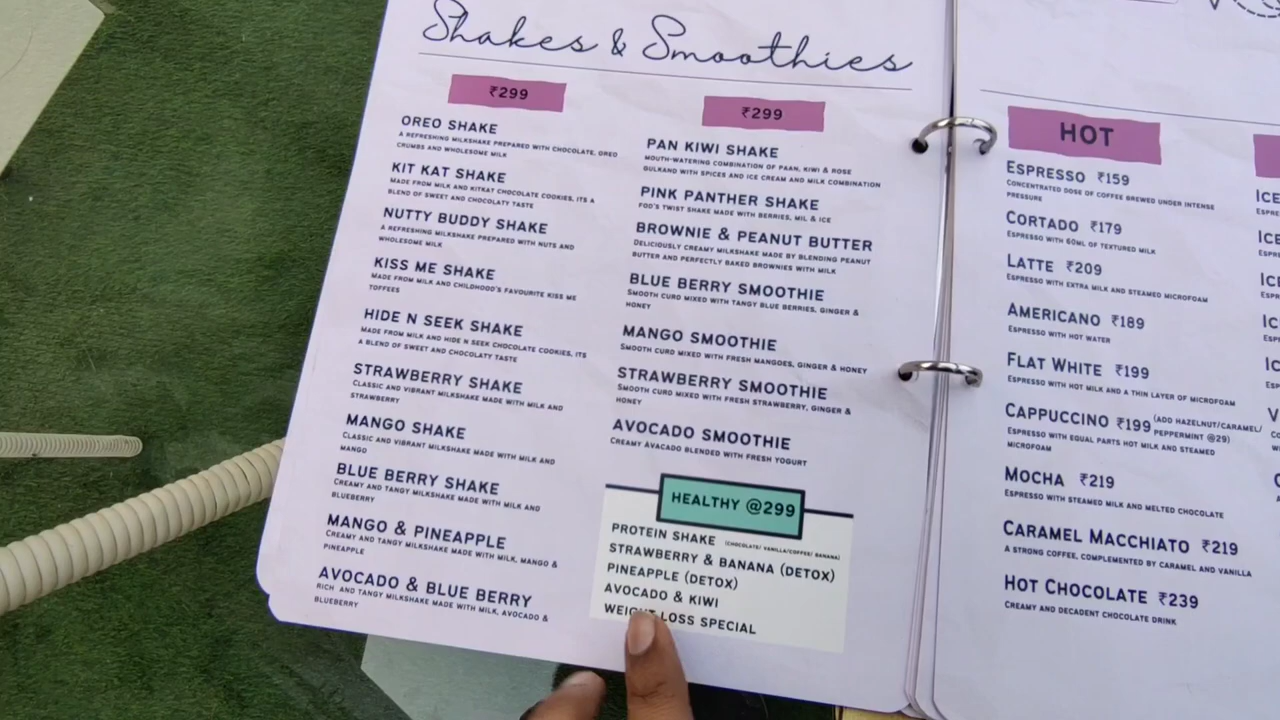 Shakes & Smoothies
₹299
OREO SHAKE
A REFRESHING MILKSHAKE PREPARED WITH CHOCOLATE, OREO
CRUMBS AND WHOLESOME MILK
KIT KAT SHAKE
MADE FROM MILK AND KITKAT CHOCOLATE COOKIES, ITS A
BLEND OF SWEET AND CHOCOLATY TASTE
NUTTY BUDDY SHAKE
A REFRESHING MILKSHAKE PREPARED WITH NUTS AND
WHOLESOME MILK
KISS ME SHAKE
MADE FROM MILK AND CHILDHOOD'S FAVOURITE KISS ME
TOFFEES
HIDE N SEEK SHAKE
MADE FROM MILK AND HIDE N SEEK CHOCOLATE COOKIES, ITS
A BLEND OF SWEET AND CHOCOLATY TASTE
STRAWBERRY SHAKE
CLASSIC AND VIBRANT MILKSHAKE MADE WITH MILK AND
STRAWBERRY
MANGO SHAKE
CLASSIC AND VIBRANT MILKSHAKE MADE WITH MILK AND
MANGO
BLUE BERRY SHAKE
CREAMY AND TANGY MILKSHAKE MADE WITH MILK AND
BLUEBERRY
MANGO & PINEAPPLE
CREAMY AND TANGY MILKSHAKE MADE WITH MILK, MANGO &
PINEAPPLE
AVOCADO & BLUE BERRY
RICH AND TANGY MILKSHAKE MADE WITH MILK, AVOCADO &
BLUEBERRY
₹299
PAN KIWI SHAKE
MOUTH-WATERING COMBINATION OF PAAN, KIWI & ROSE
GULKAND WITH SPICES AND ICE CREAM AND MILK COMBINATION
PINK PANTHER SHAKE
FOD'S TWIST SHAKE MADE WITH BERRIES, MIL & ICE
BROWNIE & PEANUT BUTTER
DELICIOUSLY CREAMY MILKSHAKE MADE BY BLENDING PEANUT
BUTTER AND PERFECTLY BAKED BROWNIES WITH MILK
BLUE BERRY SMOOTHIE
SMOOTH CURD MIXED WITH TANGY BLUE BERRIES, GINGER &
HONEY
MANGO SMOOTHIE
SMOOTH CURD MIXED WITH FRESH MANGOES, GINGER & HONEY
STRAWBERRY SMOOTHIE
SMOOTH CURD MIXED WITH FRESH STRAWBERRY, GINGER &
HONEY
AVOCADO SMOOTHIE
CREAMY AVACADO BLENDED WITH FRESH YOGURT
HEALTHY @299
PROTEIN SHAKE (CHOCOLATE/ VANILLA/COFFEE/ BANANA)
STRAWBERRY & BANANA (DETOX)
PINEAPPLE (DETOX)
AVOCADO & KIWI
WEIGHT LOSS SPECIAL
HOT
ESPRESSO ₹159
CONCENTRATED DOSE OF COFFEE BREWED UNDER INTENSE
PRESSURE
CORTADO ₹179
ESPRESSO WITH 60ML OF TEXTURED MILK
LATTE ₹209
ESPRESSO WITH EXTRA MILK AND STEAMED MICROFOAM
AMERICANO ₹189
ESPRESSO WITH HOT WATER
FLAT WHITE ₹199
ESPRESSO WITH HOT MILK AND A THIN LAYER OF MICROFOAM
CAPPUCCINO ₹199 (ADD HAZELNUT/CARAMEL/
PEPPERMINT @29)
ESPRESSO WITH EQUAL PARTS HOT MILK AND STEAMED
MICROFOAM
MOCHA ₹219
ESPRESSO WITH STEAMED MILK AND MELTED CHOCOLATE
CARAMEL MACCHIATO ₹219
A STRONG COFFEE, COMPLEMENTED BY CARAMEL AND VANILLA
HOT CHOCOLATE ₹239
CREAMY AND DECADENT CHOCOLATE DRINK